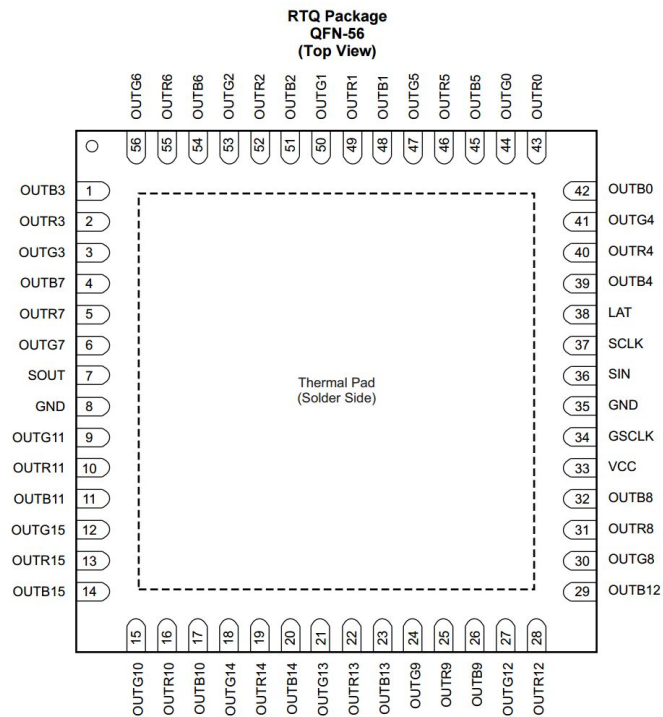 RTQ Package
QFN-56
(Top View)
OUTG6
OUTR6
OUTB6
OUTG2
OUTR2
OUTB2
OUTG1
OUTR1
OUTB1
OUTG5
OUTR5
OUTB5
OUTG0
OUTR0
56
55
54
53
52
51
50
49
48
47
46
45
44
43
OUTB3 1
OUTR3 2
OUTG3 3
OUTB7 4
OUTR7 5
OUTG7 6
SOUT 7
GND 8
OUTG11 9
OUTR11 10
OUTB11 11
OUTG15 12
OUTR15 13
OUTB15 14
Thermal Pad
(Solder Side)
42 OUTB0
41 OUTG4
40 OUTR4
39 OUTB4
38 LAT
37 SCLK
36 SIN
35 GND
34 GSCLK
33 VCC
32 OUTB8
31 OUTR8
30 OUTG8
29 OUTB12
15
16
17
18
19
20
21
22
23
24
25
26
27
28
OUTG10
OUTR10
OUTB10
OUTG14
OUTR14
OUTB14
OUTG13
OUTR13
OUTB13
OUTG9
OUTR9
OUTB9
OUTG12
OUTR12